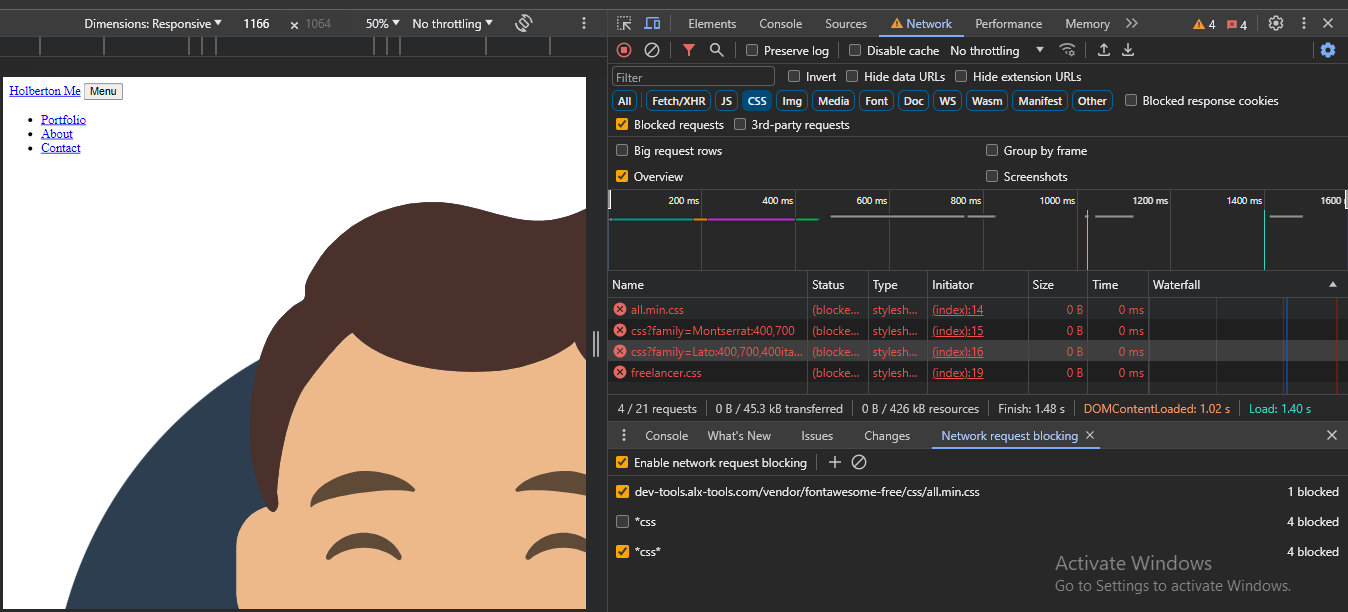 Dimensions: Responsive 1166 × 1064 50% No throttling
Elements Console Sources Network Performance Memory 4 4
Preserve log Disable cache No throttling
Filter Invert Hide data URLs Hide extension URLs
All Fetch/XHR JS CSS Img Media Font Doc WS Wasm Manifest Other Blocked response cookies
Blocked requests 3rd-party requests
Big request rows Group by frame
Overview Screenshots
200 ms 400 ms 600 ms 800 ms 1000 ms 1200 ms 1400 ms 1600
Name Status Type Initiator Size Time Waterfall
all.min.css (blocke... stylesh... (index):14 0 B 0 ms
css?family=Montserrat:400,700 (blocke... stylesh... (index):15 0 B 0 ms
css?family=Lato:400,700,400ita... (blocke... stylesh... (index):16 0 B 0 ms
freelancer.css (blocke... stylesh... (index):19 0 B 0 ms
4 / 21 requests 0 B / 45.3 kB transferred 0 B / 426 kB resources Finish: 1.48 s DOMContentLoaded: 1.02 s Load: 1.40 s
Console What's New Issues Changes Network request blocking
Enable network request blocking
dev-tools.alx-tools.com/vendor/fontawesome-free/css/all.min.css 1 blocked
*css 4 blocked
*css* 4 blocked
Activate Windows
Go to Settings to activate Windows.
Holberton Me Menu
Portfolio
About
Contact